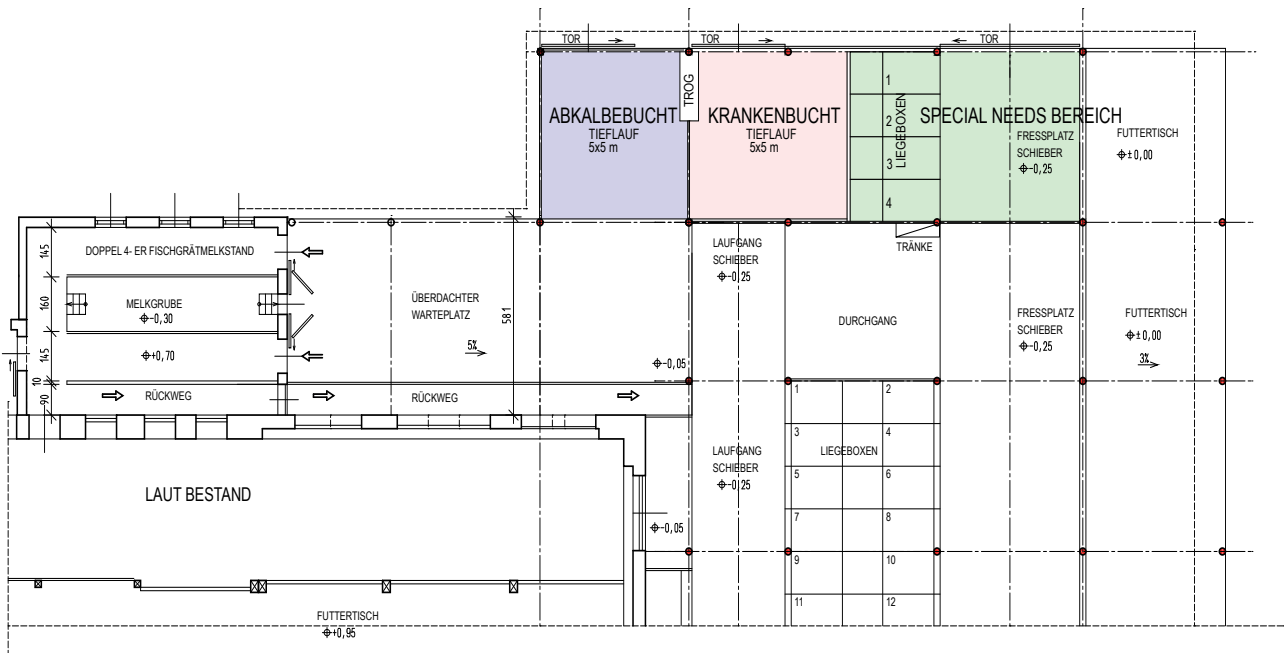 TOR →
TOR →
← TOR
TROG
ABKALBEBUCHT
TIEFLAUF
5x5 m
KRANKENBUCHT
TIEFLAUF
5x5 m
1
2
3
4
LIEGEBOXEN
SPECIAL NEEDS BEREICH
FRESSPLATZ
SCHIEBER
-0,25
FUTTERTISCH
±0,00
TRÄNKE
145
160
145
10
90
DOPPEL 4- ER FISCHGRÄTMELKSTAND
MELKGRUBE
-0,30
+0,70
RÜCKWEG
ÜBERDACHTER
WARTEPLATZ
5%
581
RÜCKWEG
-0,05
LAUFGANG
SCHIEBER
-0,25
DURCHGANG
FRESSPLATZ
SCHIEBER
-0,25
FUTTERTISCH
±0,00
3%
LAUFGANG
SCHIEBER
-0,25
LIEGEBOXEN
1 2
3 4
5 6
7 8
9 10
11 12
-0,05
LAUT BESTAND
FUTTERTISCH
+0,95